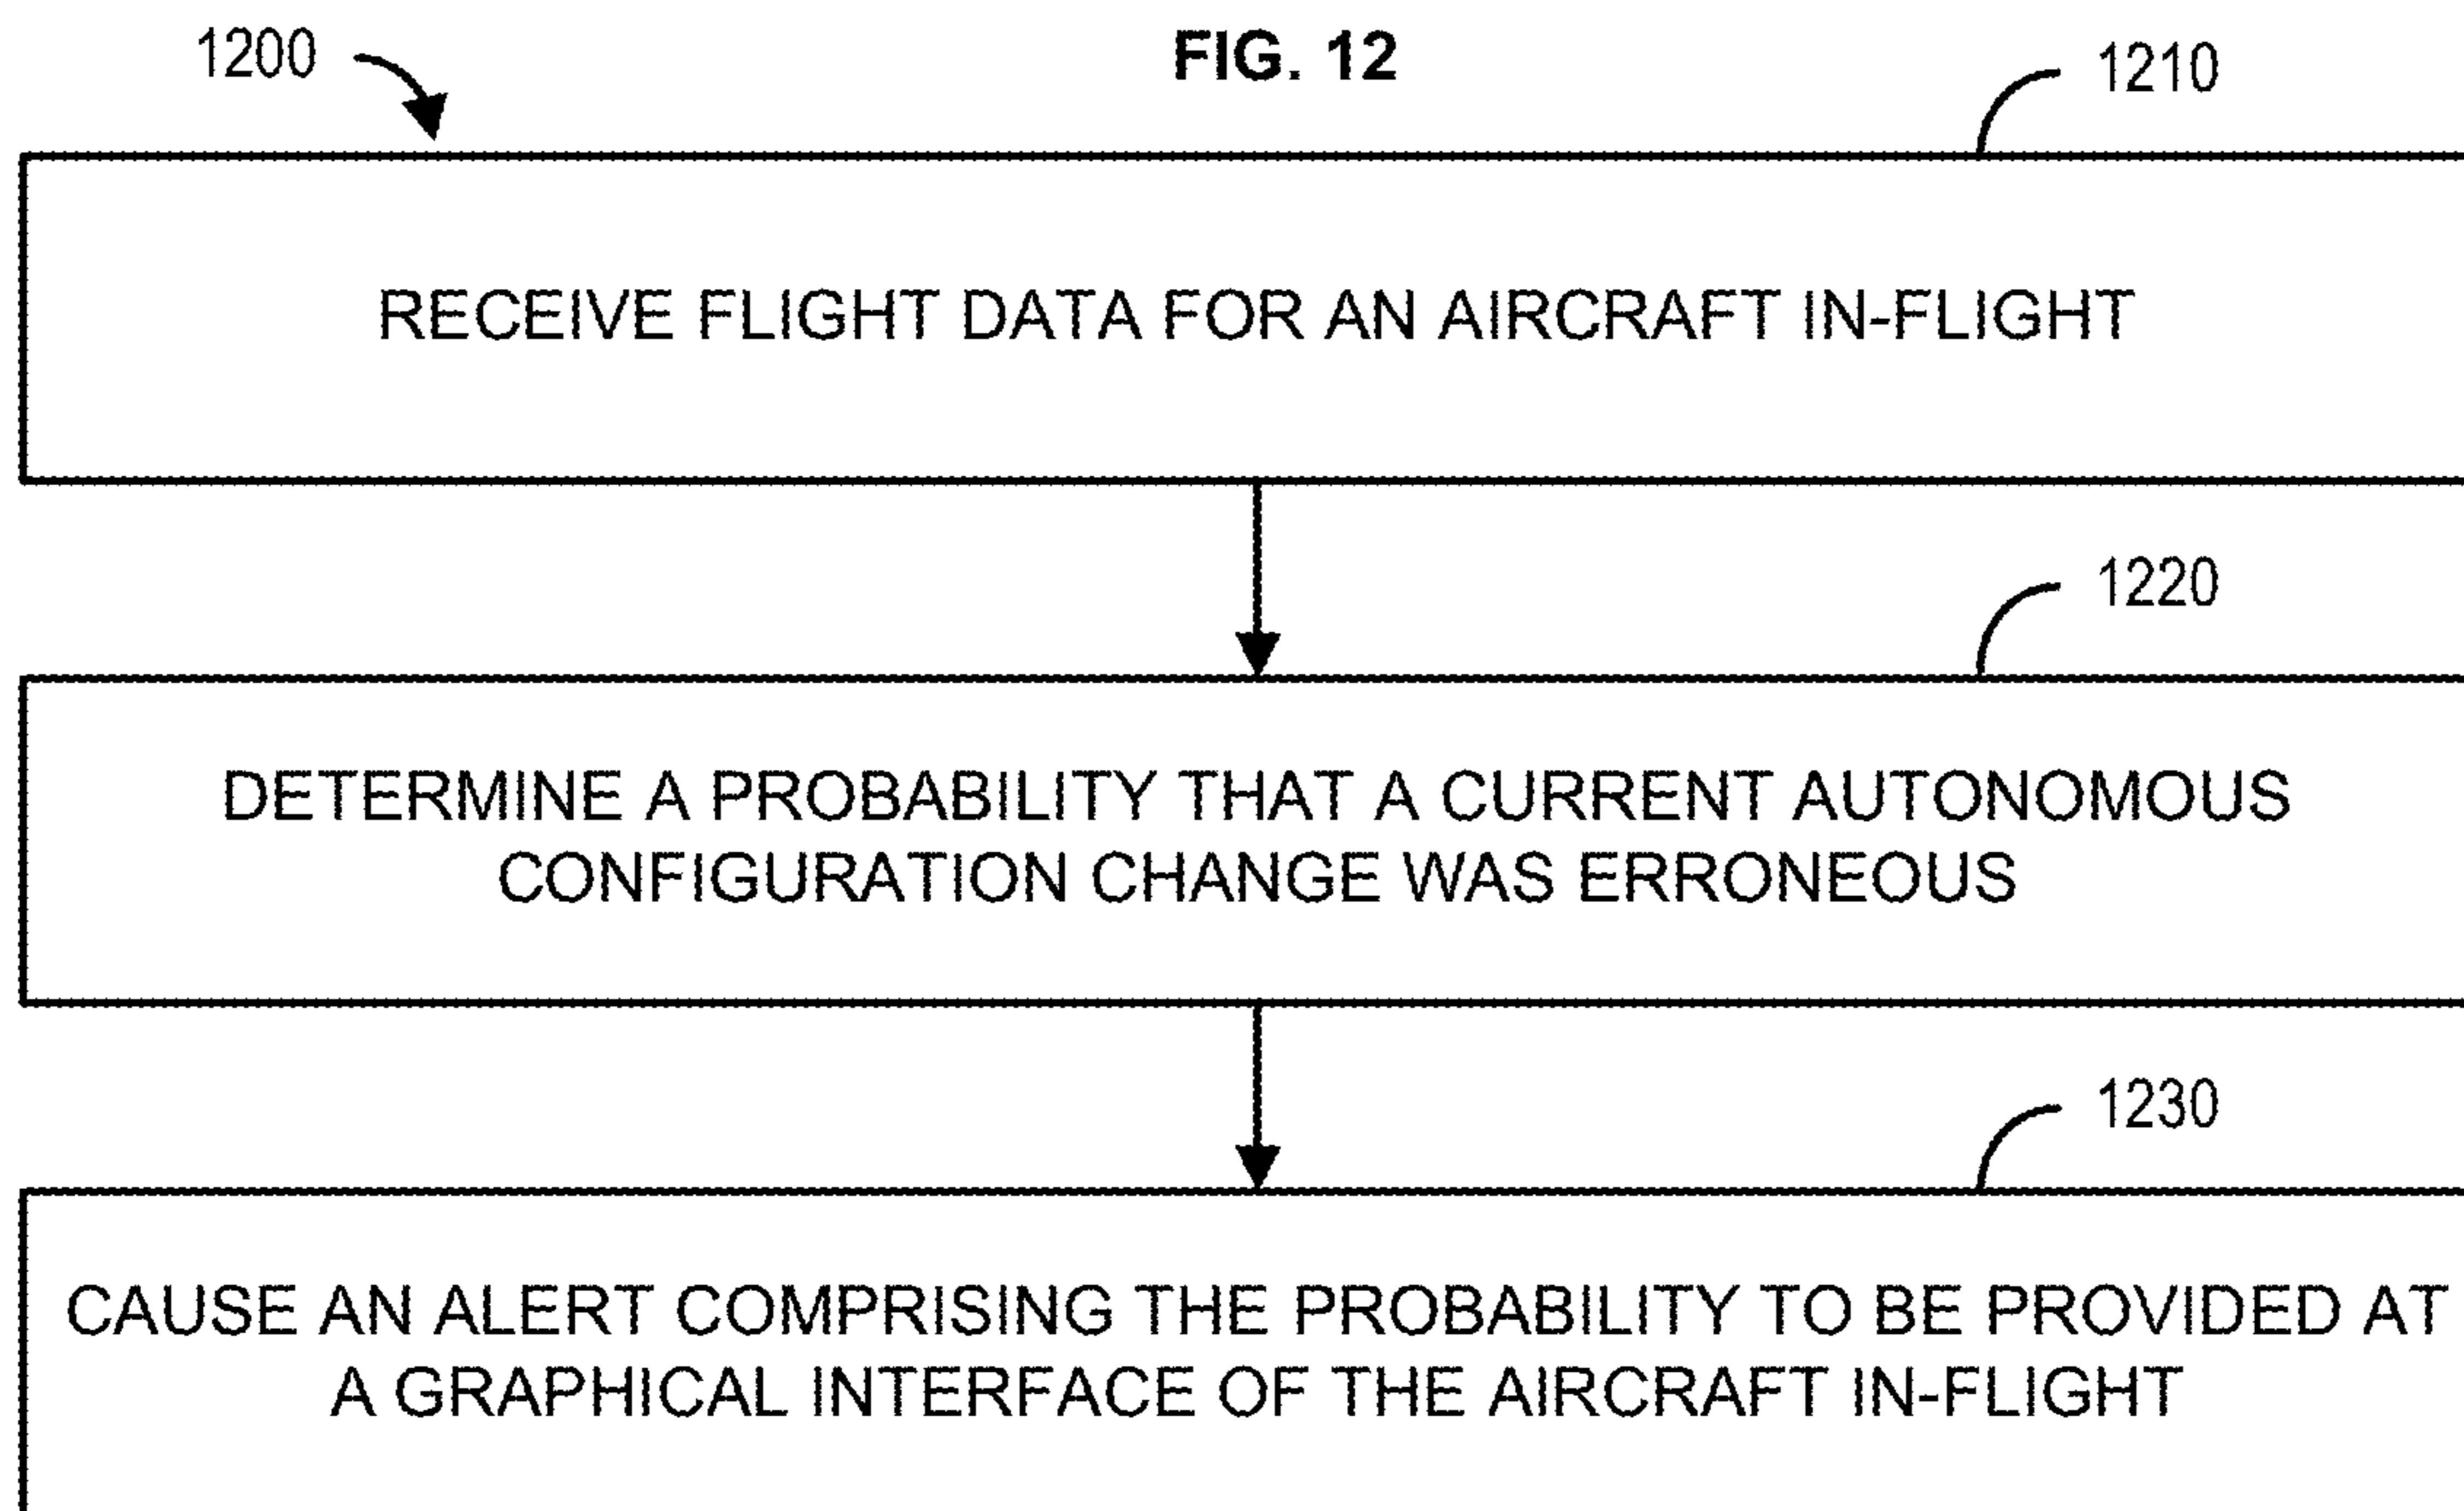 1200
FIG. 12
1210
RECEIVE FLIGHT DATA FOR AN AIRCRAFT IN-FLIGHT
1220
DETERMINE A PROBABILITY THAT A CURRENT AUTONOMOUS
CONFIGURATION CHANGE WAS ERRONEOUS
1230
CAUSE AN ALERT COMPRISING THE PROBABILITY TO BE PROVIDED AT
A GRAPHICAL INTERFACE OF THE AIRCRAFT IN-FLIGHT